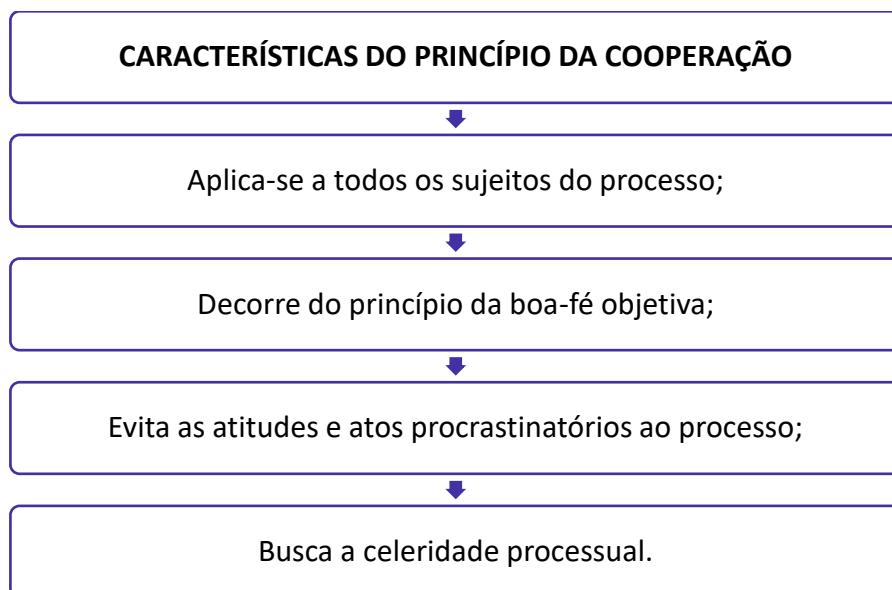 CARACTERÍSTICAS DO PRINCÍPIO DA COOPERAÇÃO
Aplica-se a todos os sujeitos do processo;
Decorre do princípio da boa-fé objetiva;
Evita as atitudes e atos procrastinatórios ao processo;
Busca a celeridade processual.